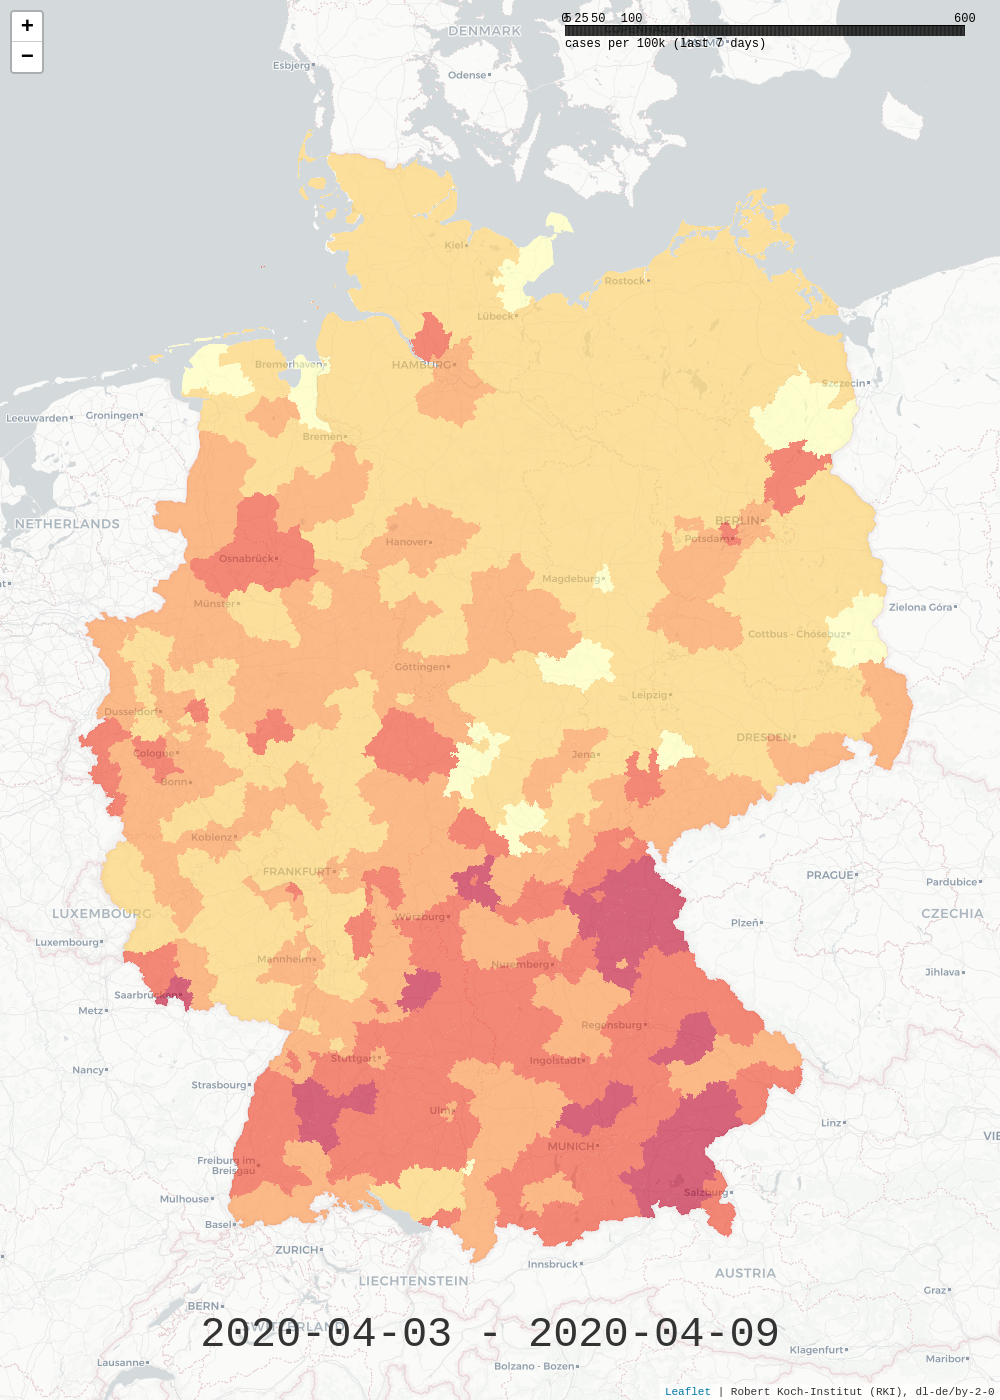 +
−
0 5 25 50 100 600
cases per 100k (last 7 days)
DENMARK
Esbjerg
Odense
Kiel
Rostock
Lübeck
Bremerhaven
HAMBURG
Szczecin
Leeuwarden
Groningen
Bremen
NETHERLANDS
BERLIN
Potsdam
Hanover
Osnabrück
Magdeburg
Münster
Zielona Góra
Cottbus - Chóśebuz
Göttingen
Leipzig
Dusseldorf
DRESDEN
Cologne
Jena
Bonn
Koblenz
FRANKFURT
PRAGUE
Pardubice
LUXEMBOURG
Würzburg
Plzeň
CZECHIA
Luxembourg
Mannheim
Nuremberg
Jihlava
Saarbrücken
Metz
Regensburg
Stuttgart
Ingolstadt
Nancy
Strasbourg
Ulm
Linz
VIE
MUNICH
Freiburg im
Breisgau
Mulhouse
Salzburg
Basel
ZURICH
Innsbruck
LIECHTENSTEIN
AUSTRIA
Graz
BERN
SWITZERLAND
2020-04-03 - 2020-04-09
Klagenfurt
Lausanne
Bolzano - Bozen
Maribor
Leaflet | Robert Koch-Institut (RKI), dl-de/by-2-0